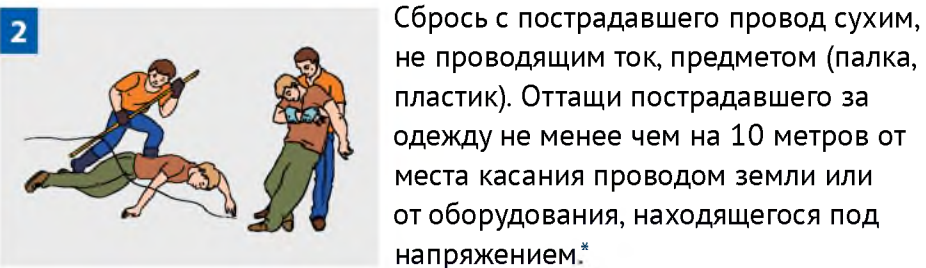 2
Сбрось с пострадавшего провод сухим,
не проводящим ток, предметом (палка,
пластик). Оттащи пострадавшего за
одежду не менее чем на 10 метров от
места касания проводом земли или
от оборудования, находящегося под
напряжением.*